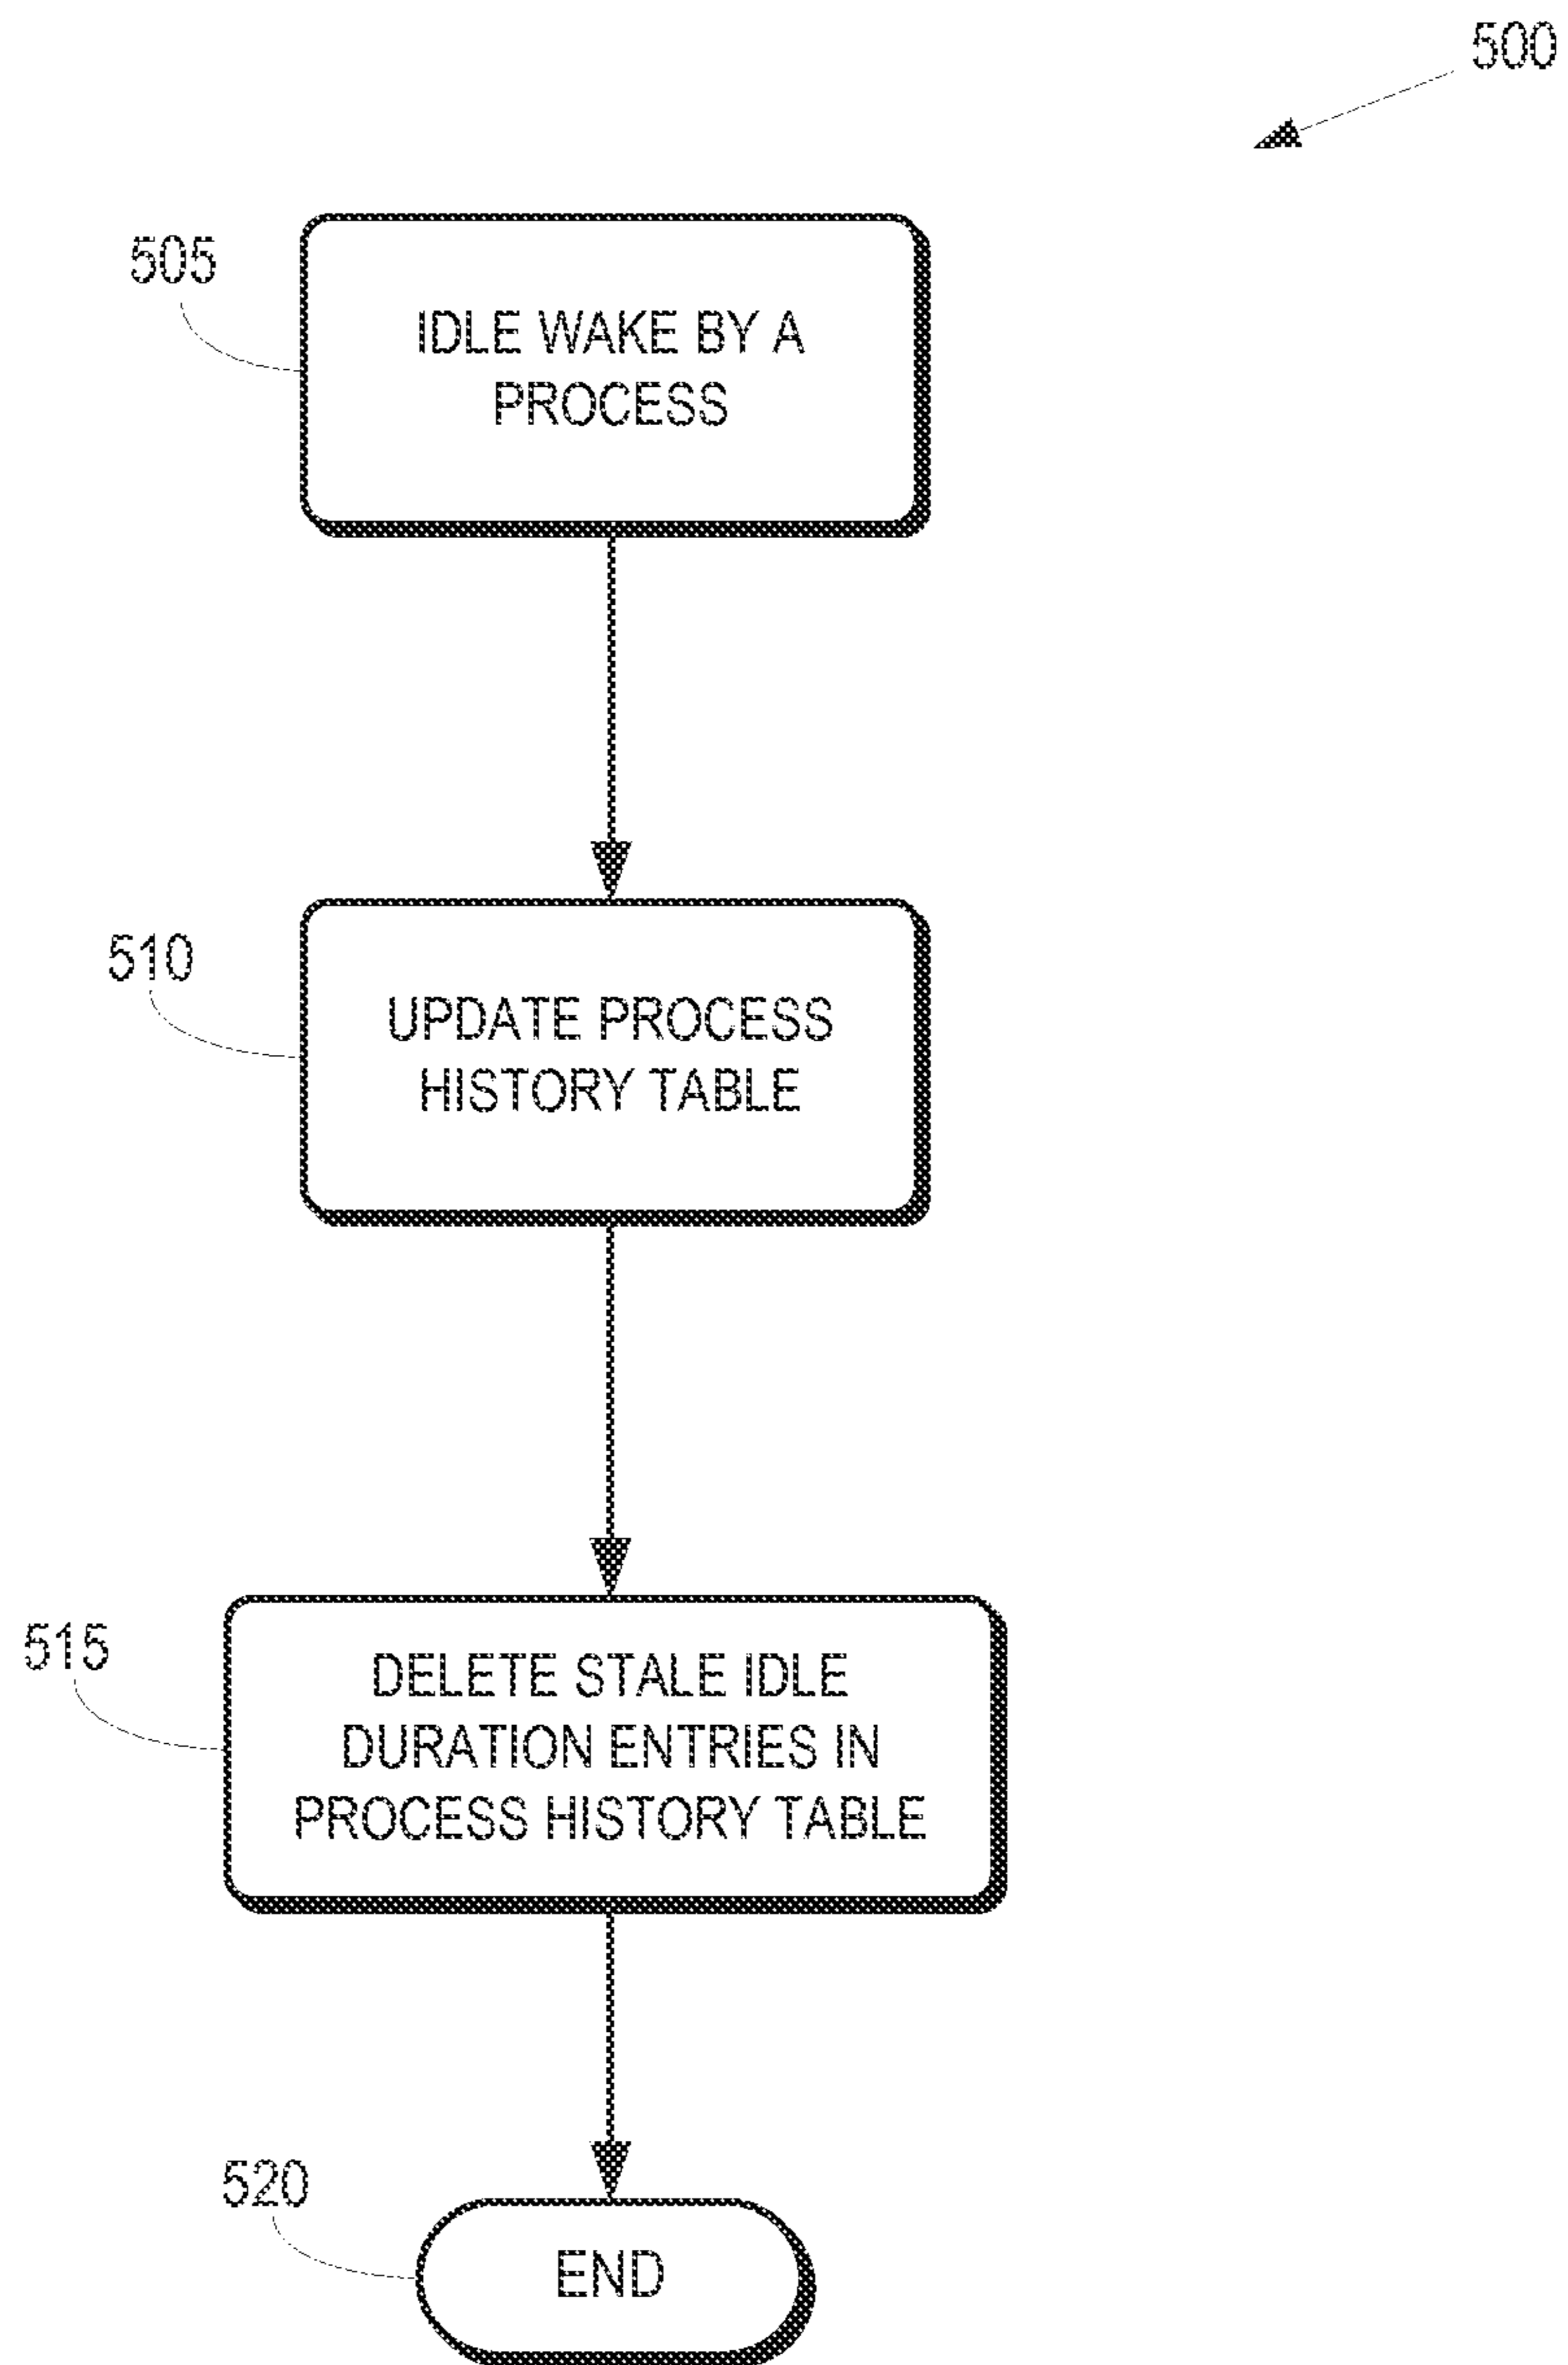 500
505
IDLE WAKE BY A
PROCESS
510
UPDATE PROCESS
HISTORY TABLE
515
DELETE STALE IDLE
DURATION ENTRIES IN
PROCESS HISTORY TABLE
520
END